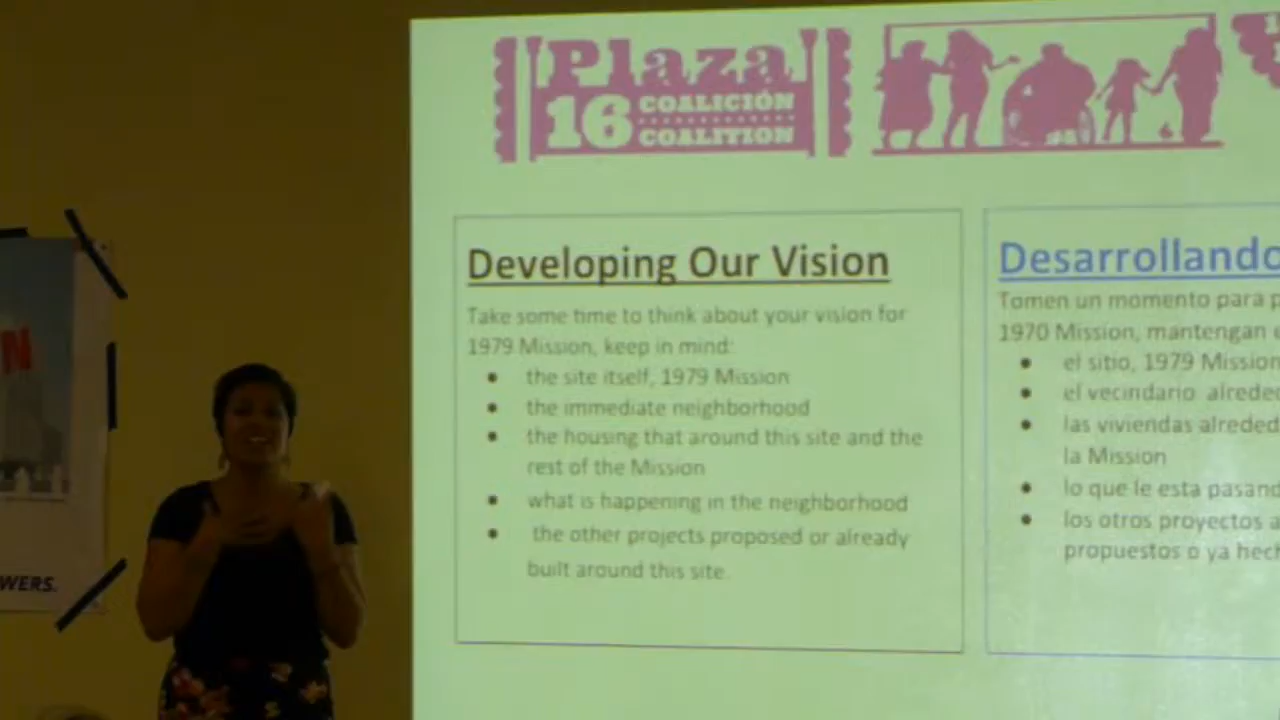 Plaza
16 COALICIÓN
COALITION
Developing Our Vision
Take some time to think about your vision for
1979 Mission, keep in mind:
• the site itself, 1979 Mission
• the immediate neighborhood
• the housing that around this site and the
rest of the Mission
• what is happening in the neighborhood
• the other projects proposed or already
built around this site.
Desarrollando
Tomen un momento para p
1970 Mission, mantengan
• el sitio, 1979 Mission
• el vecindario alreded
• las viviendas alreded
la Mission
• lo que le esta pasand
• los otros proyectos a
propuestos o ya hech
N
WERS.